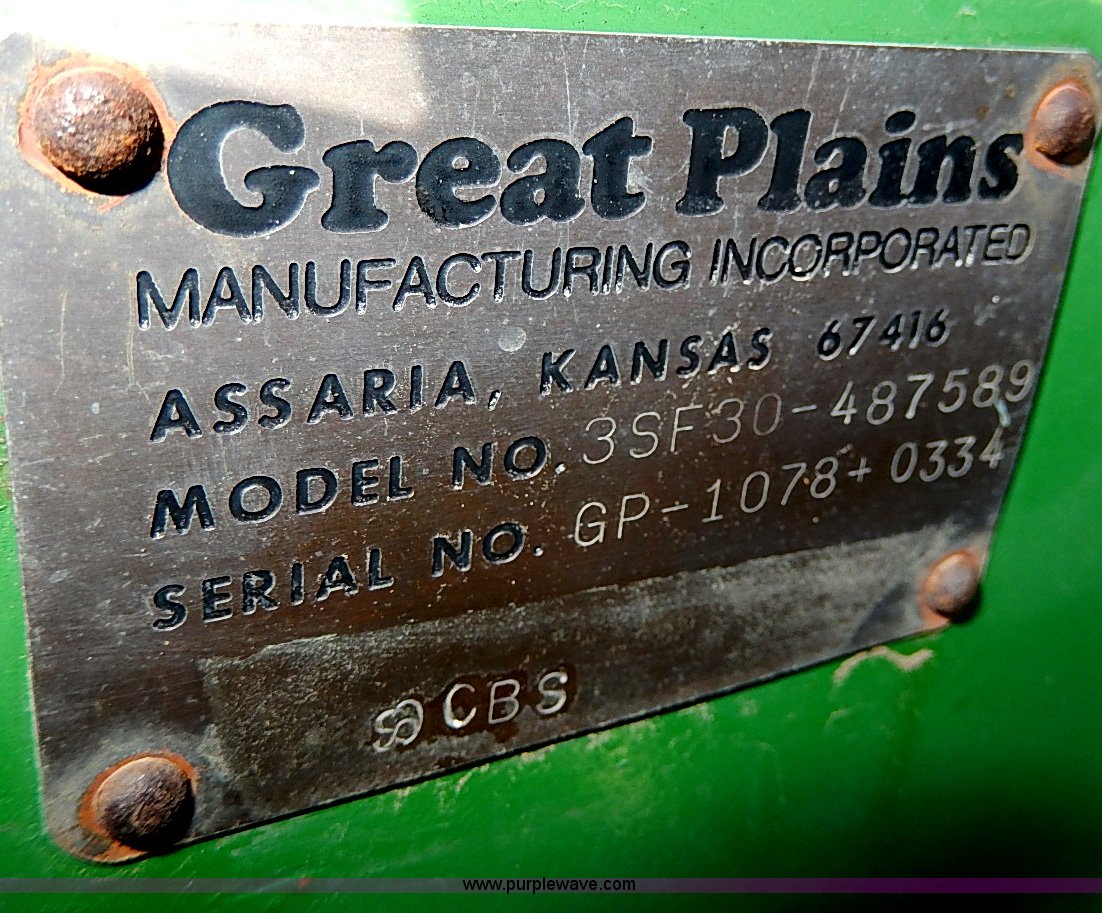 Great Plains
MANUFACTURING INCORPORATED
ASSARIA, KANSAS 67416
MODEL NO. 3SF30-487589
SERIAL NO. GP-1078+0334
CBS
www.purplewave.com